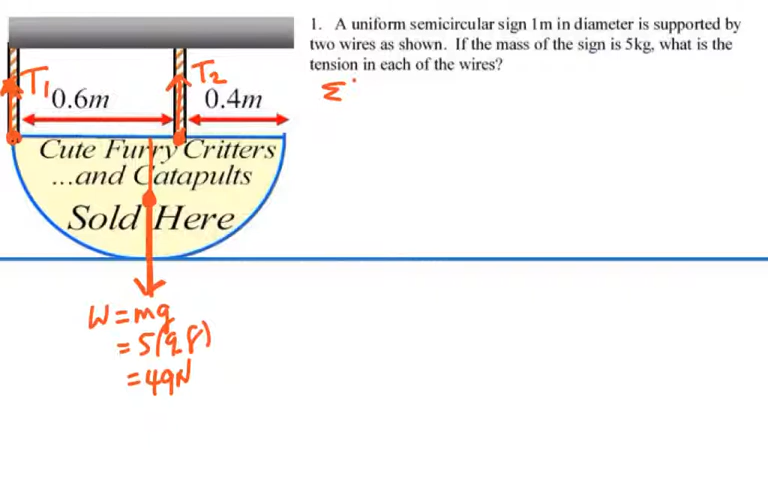 1. A uniform semicircular sign 1m in diameter is supported by
two wires as shown. If the mass of the sign is 5kg, what is the
tension in each of the wires?
Σ
T1
T2
0.6m
0.4m
Cute Furry Critters
...and Catapults
Sold Here
W = mg
= 5(9.8)
= 49N